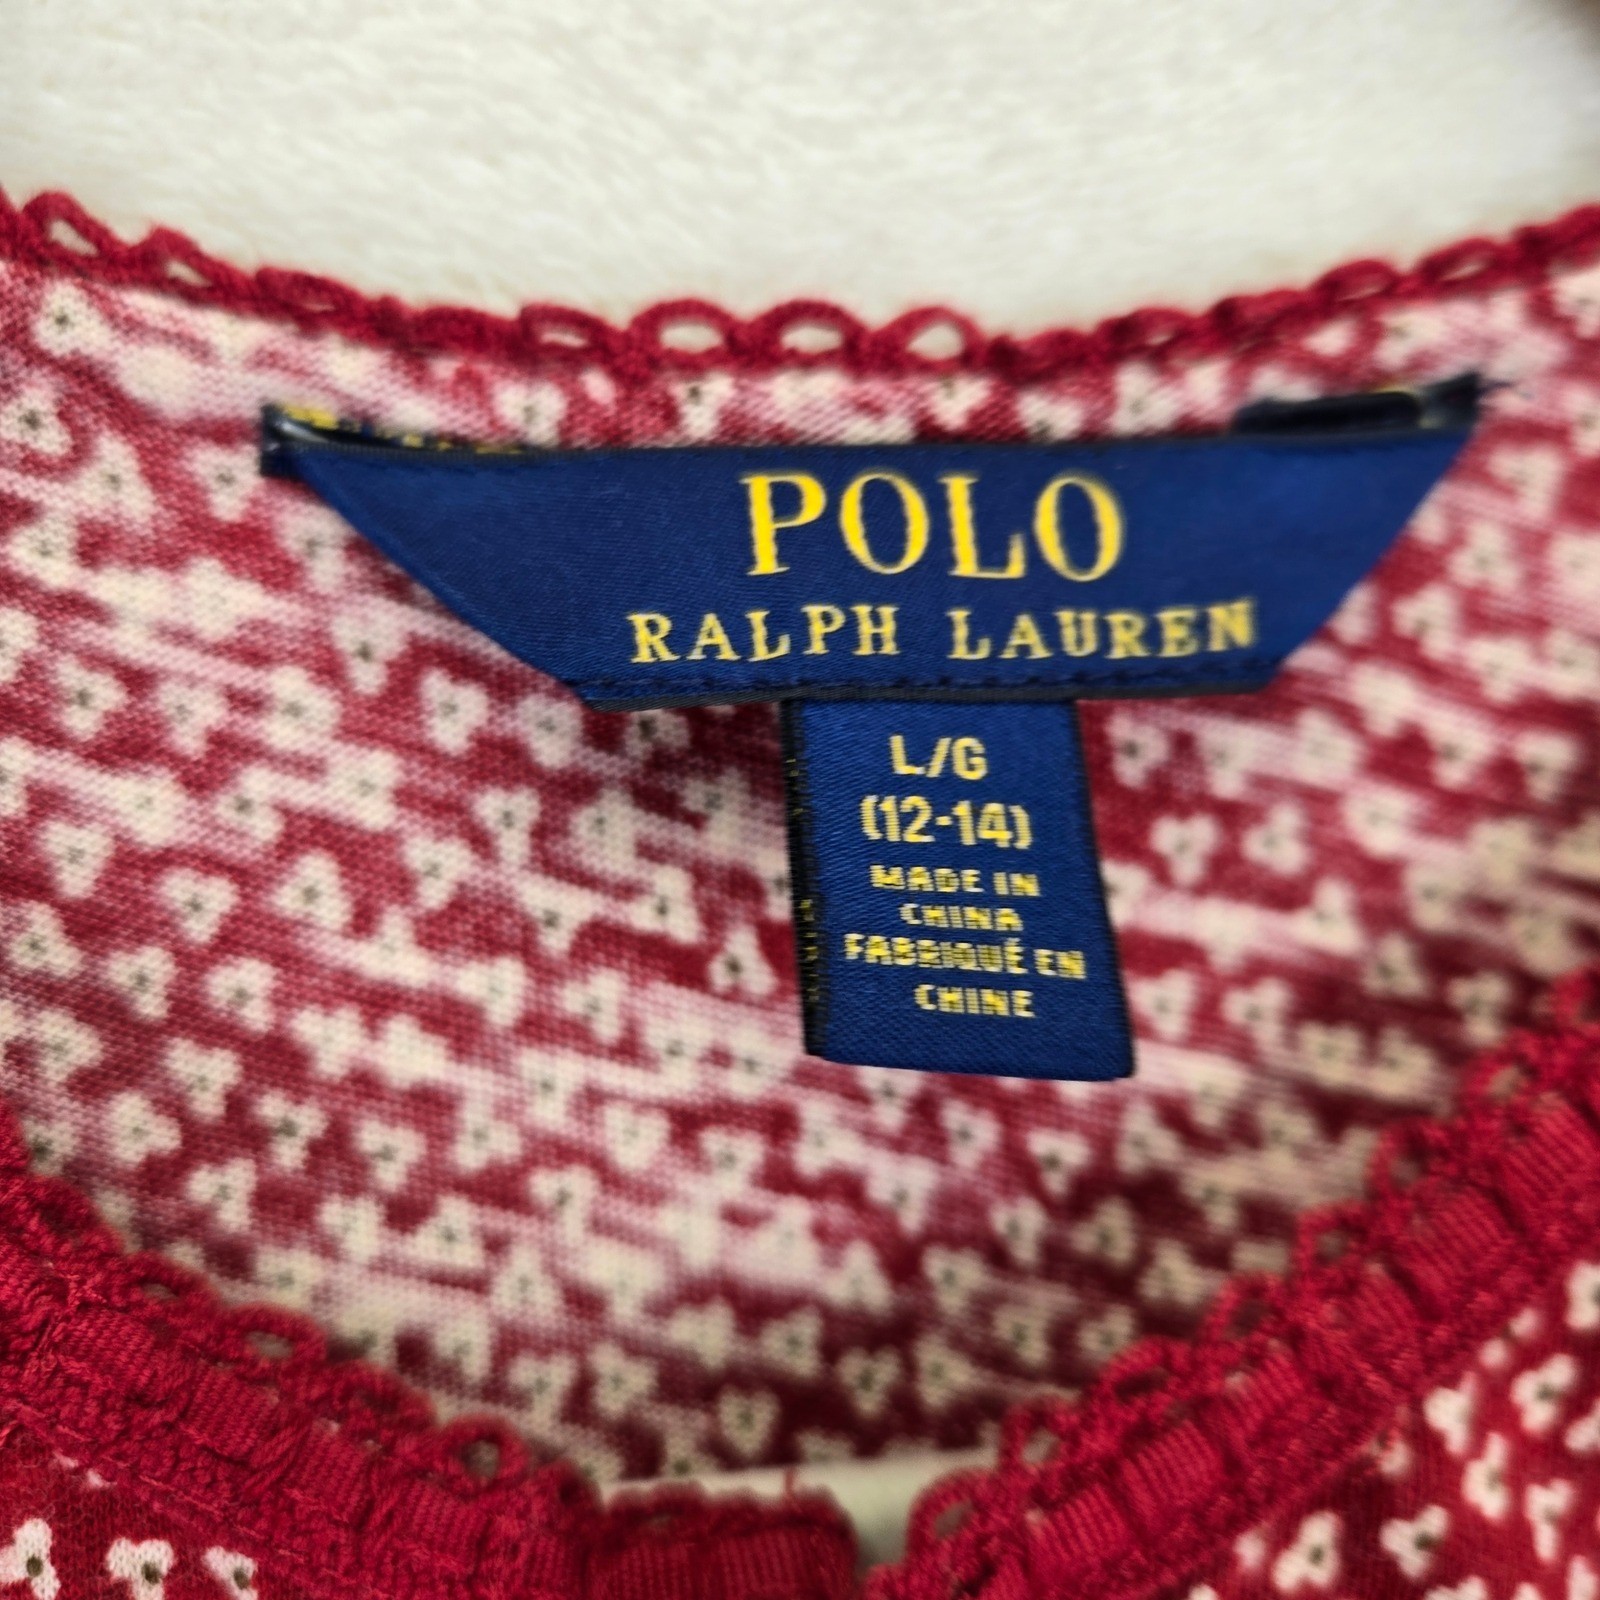 POLO
RALPH LAUREN
L/G
(12-14)
MADE IN
CHINA
FABRIQUÉ EN
CHINE